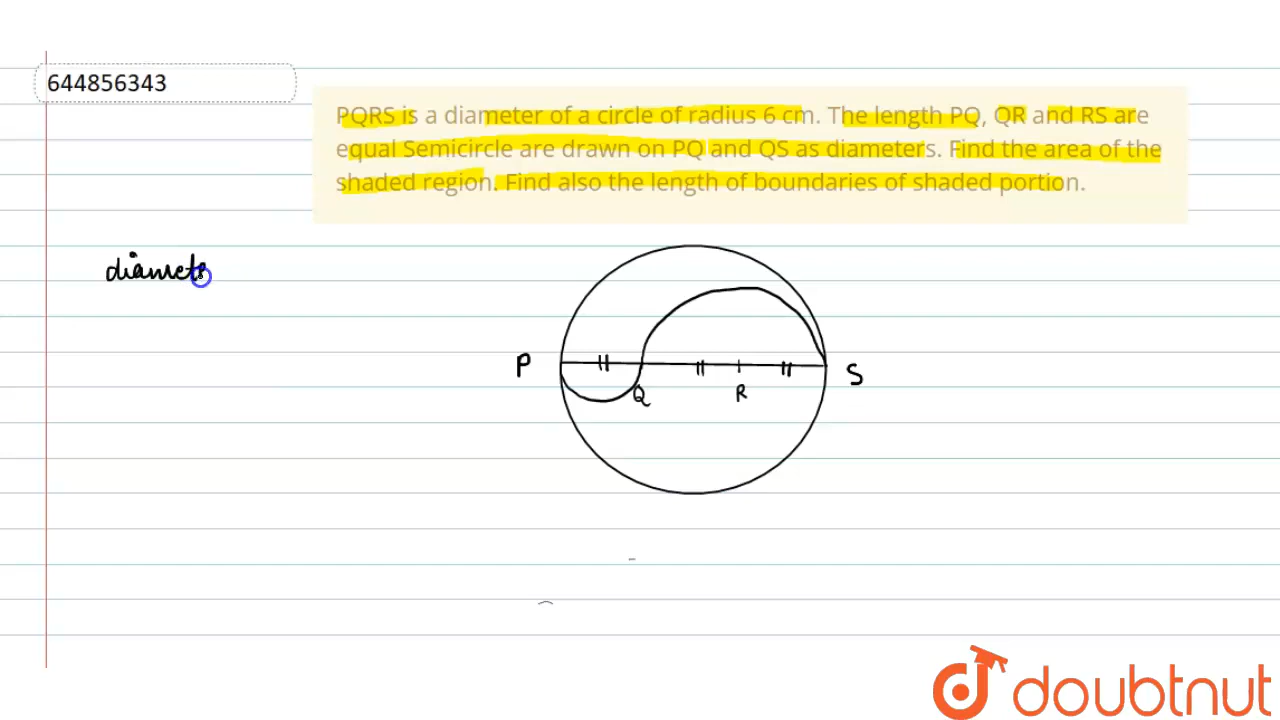 644856343
PQRS is a diameter of a circle of radius 6 cm. The length PQ, QR and RS are
equal Semicircle are drawn on PQ and QS as diameters. Find the area of the
shaded region. Find also the length of boundaries of shaded portion.
diamete
P
Q
R
S
doubtnut